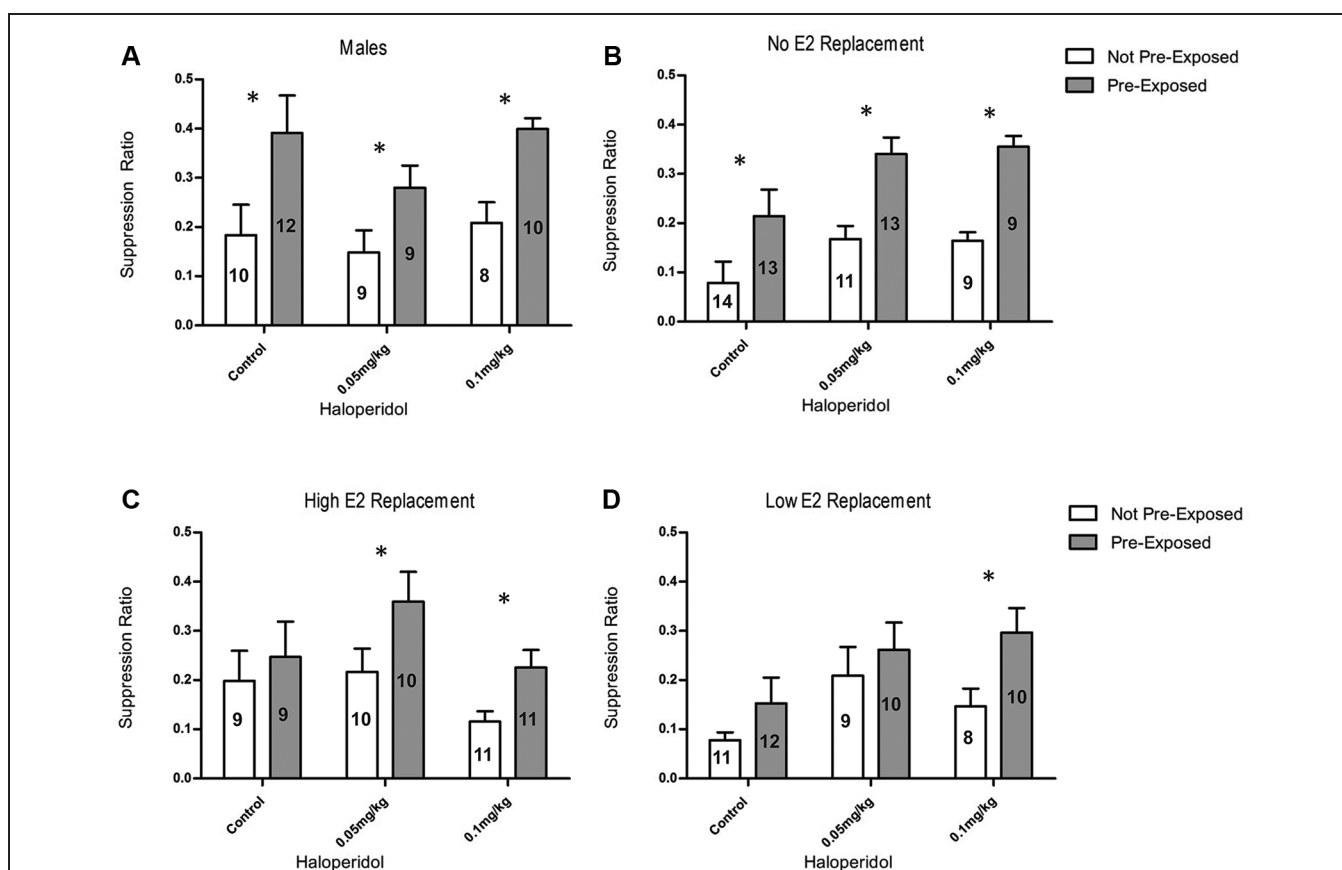 A
Males
0.5
*
*
*
0.4
0.3
0.2
0.1
0.0
Suppression Ratio
10
12
9
9
8
10
Control
0.05mg/kg
0.1mg/kg
Haloperidol
B
No E2 Replacement
0.5
*
*
*
0.4
0.3
0.2
0.1
0.0
Suppression Ratio
14
13
11
13
9
9
Control
0.05mg/kg
0.1mg/kg
Haloperidol
Not Pre-Exposed
Pre-Exposed
C
High E2 Replacement
0.5
*
*
0.4
0.3
0.2
0.1
0.0
Suppression Ratio
9
9
10
10
11
11
Control
0.05mg/kg
0.1mg/kg
Haloperidol
D
Low E2 Replacement
0.5
*
0.4
0.3
0.2
0.1
0.0
Suppression Ratio
11
12
9
10
8
10
Control
0.05mg/kg
0.1mg/kg
Haloperidol
Not Pre-Exposed
Pre-Exposed